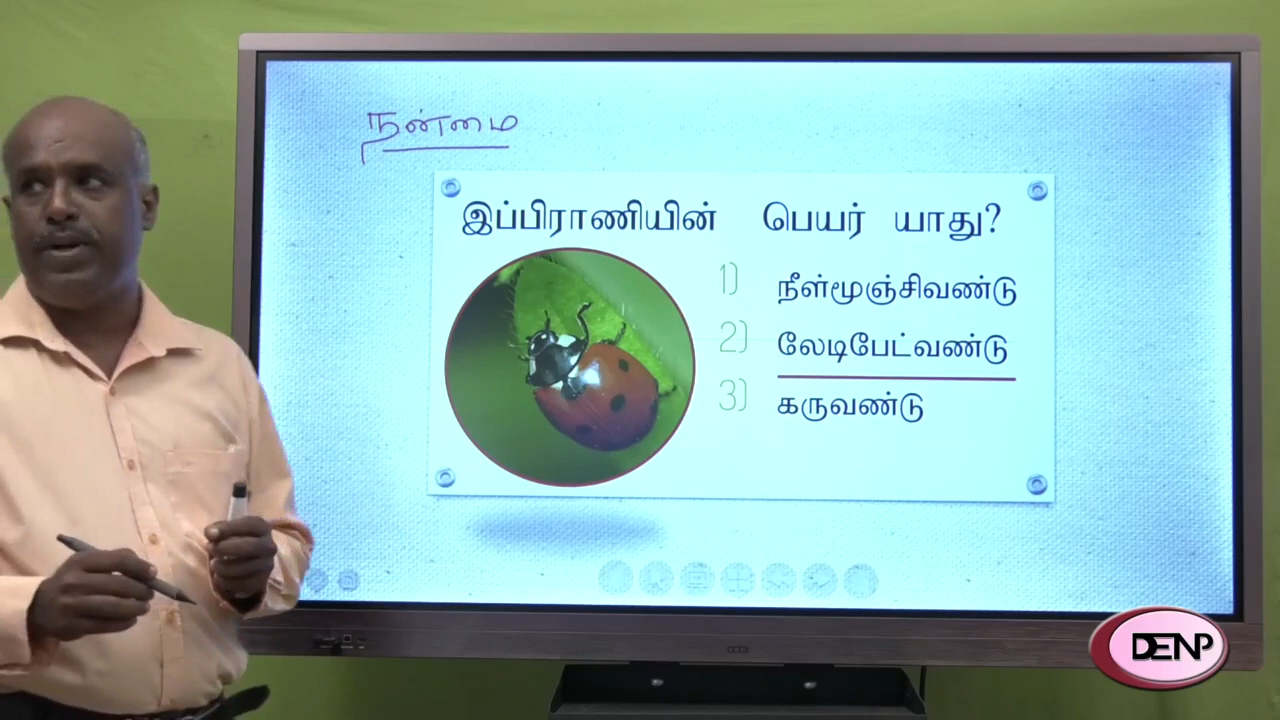 நன்மை
இப்பிராணியின் பெயர் யாது?
1) நீள்மூஞ்சிவண்டு
2) லேடிபேட்வண்டு
3) கருவண்டு
DENP